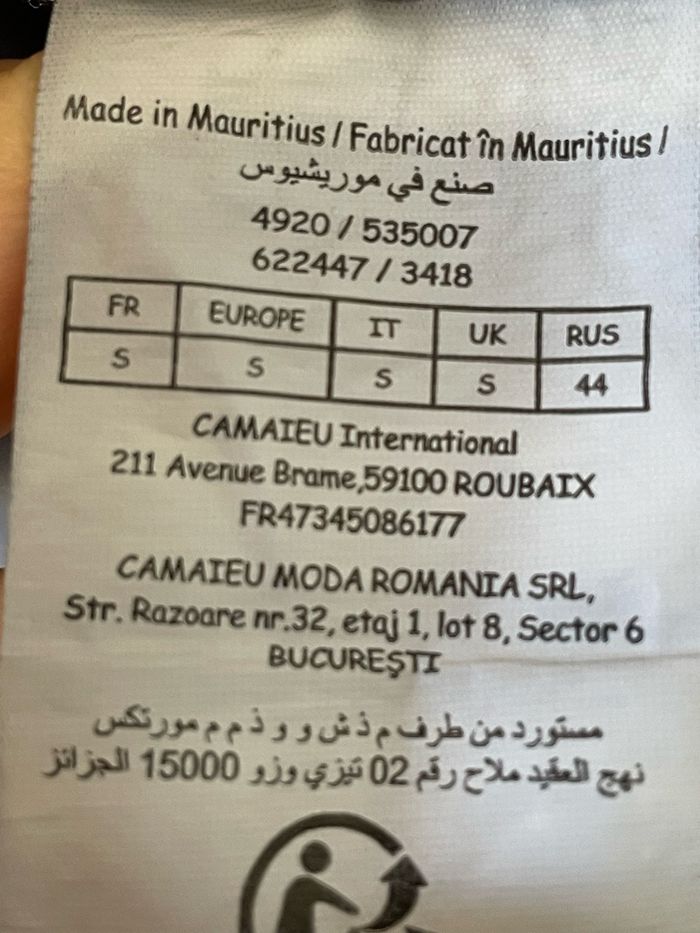 Made in Mauritius / Fabricat în Mauritius /
صنع في موريشيوس
4920 / 535007
622447 / 3418
FR EUROPE IT UK RUS
S S S S 44
CAMAIEU International
211 Avenue Brame,59100 ROUBAIX
FR47345086177
CAMAIEU MODA ROMANIA SRL,
Str. Razoare nr.32, etaj 1, lot 8, Sector 6
BUCUREŞTI
مستورد من طرف م ذ ش و و ذ م م مورتكس
نهج العقيد ملاح رقم 02 تيزي وزو 15000 الجزائز